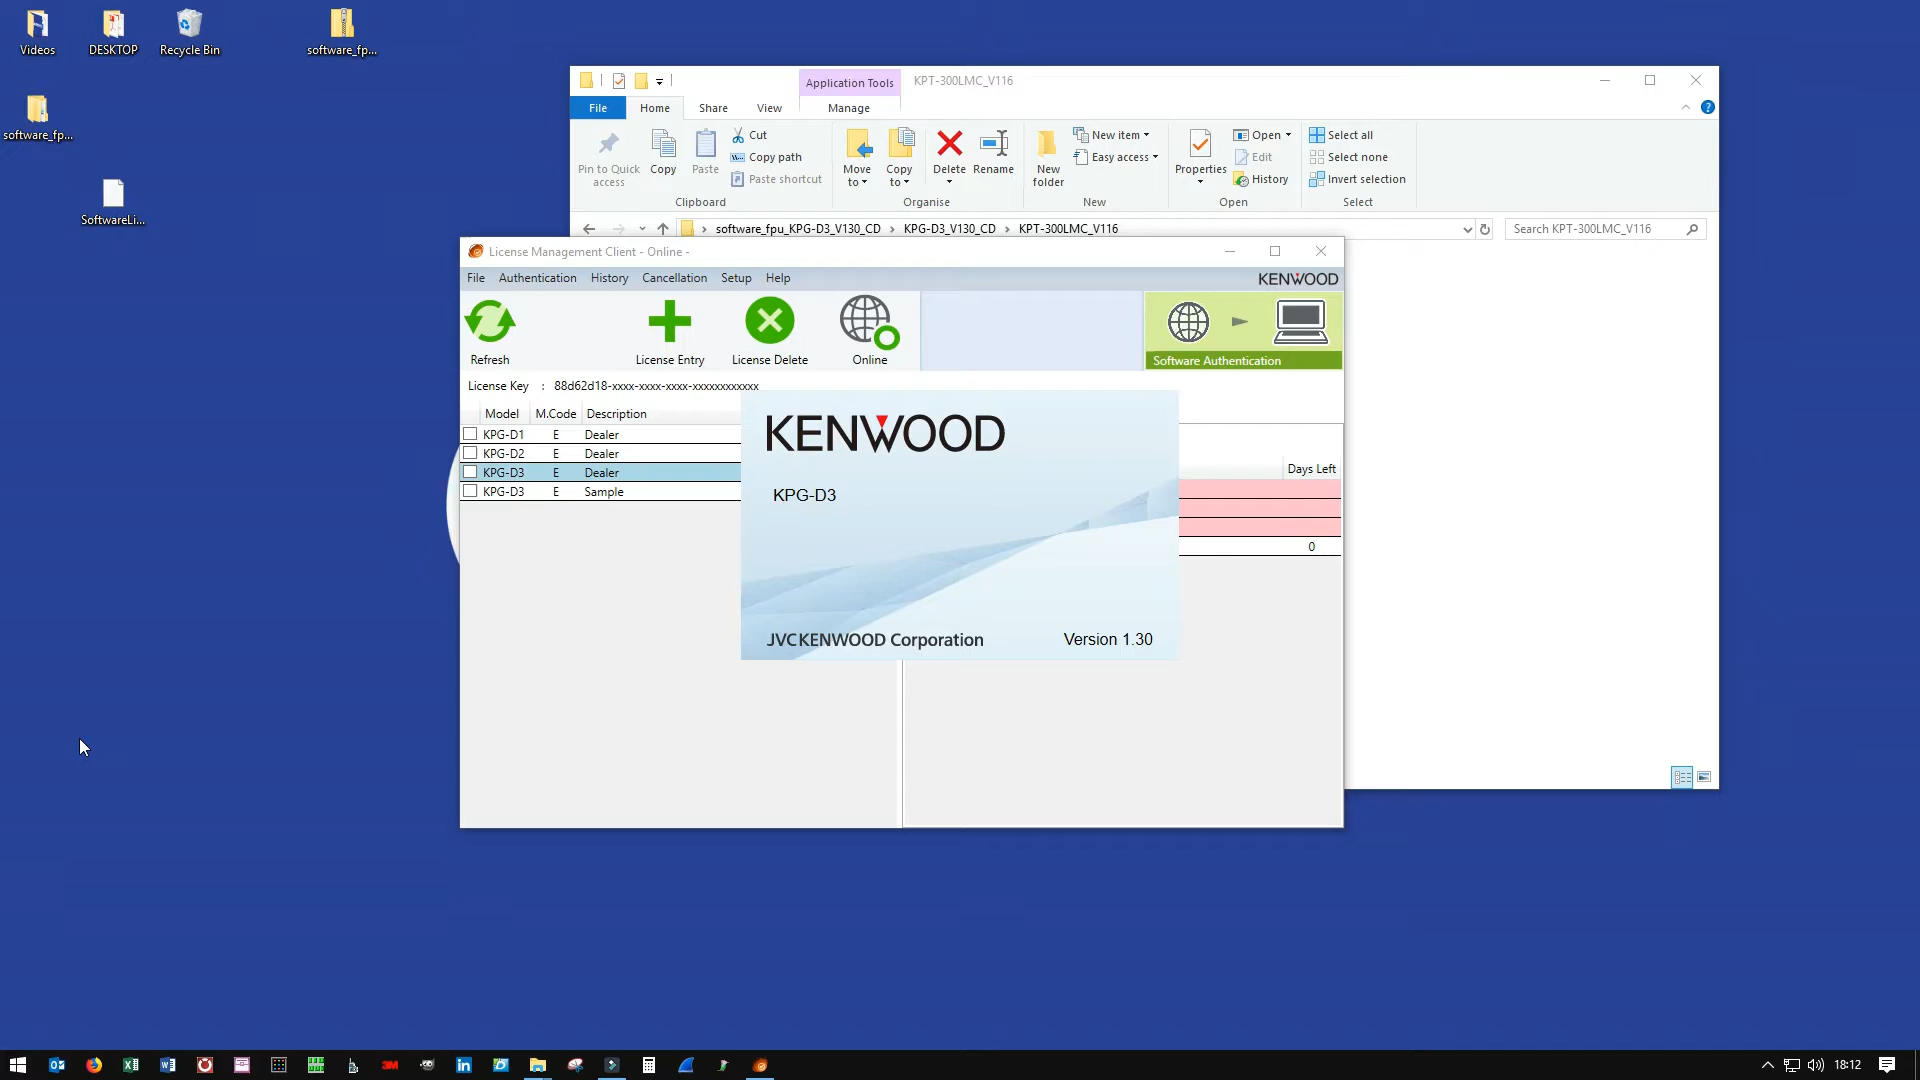 Videos
DESKTOP
Recycle Bin
software_fp...
software_fp...
SoftwareLi...
Application Tools
KPT-300LMC_V116
File
Home
Share
View
Manage
Pin to Quick access
Copy
Paste
Cut
Copy path
Paste shortcut
Clipboard
Move to
Copy to
Delete
Rename
Organise
New folder
New item
Easy access
New
Properties
Open
Edit
History
Open
Select all
Select none
Invert selection
Select
software_fpu_KPG-D3_V130_CD > KPG-D3_V130_CD > KPT-300LMC_V116
Search KPT-300LMC_V116
License Management Client - Online -
File Authentication History Cancellation Setup Help
KENWOOD
Refresh
License Entry
License Delete
Online
Software Authentication
License Key : 88d62d18-xxxx-xxxx-xxxx-xxxxxxxxxxxx
Model M.Code Description
KPG-D1 E Dealer
KPG-D2 E Dealer
KPG-D3 E Dealer
KPG-D3 E Sample
Days Left
0
KENWOOD
KPG-D3
JVCKENWOOD Corporation
Version 1.30
3M
in
18:12